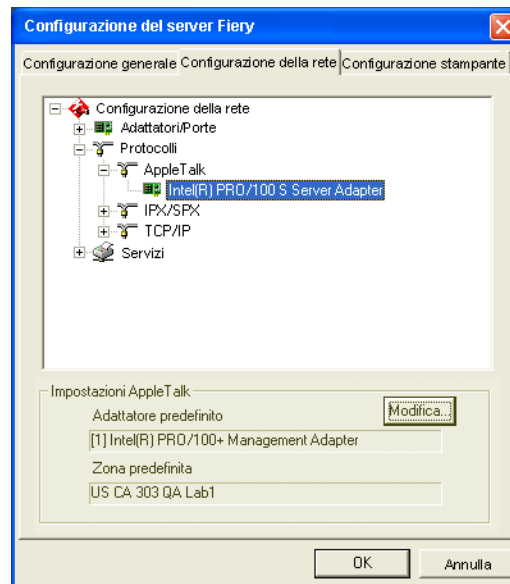 Configurazione del server Fiery
Configurazione generale Configurazione della rete Configurazione stampante
Configurazione della rete
Adattatori/Porte
Protocolli
AppleTalk
Intel(R) PRO/100 S Server Adapter
IPX/SPX
TCP/IP
Servizi
Impostazioni AppleTalk
Modifica...
Adattatore predefinito
[1] Intel(R) PRO/100+ Management Adapter
Zona predefinita
US CA 303 QA Lab1
OK Annulla